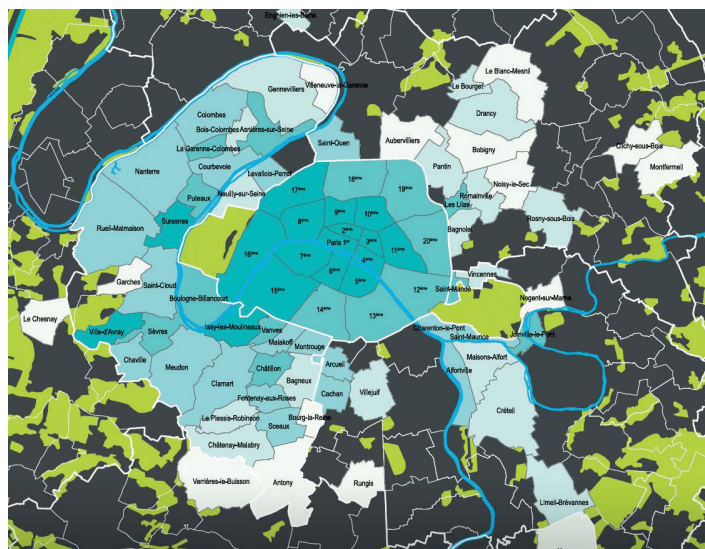 Enghien-les-Bains
Gennevilliers
Villeneuve-la-Garenne
Le Blanc-Mesnil
Le Bourget
Drancy
Colombes
Bois-Colombes
Asnières-sur-Seine
La Garenne-Colombes
Saint-Ouen
Aubervilliers
Bobigny
Clichy-sous-Bois
Montfermeil
Nanterre
Courbevoie
Levallois-Perret
Neuilly-sur-Seine
Pantin
Noisy-le-Sec
Romainville
Les Lilas
Puteaux
17ème
18ème
19ème
Suresnes
Rueil-Malmaison
8ème
9ème
10ème
2ème
Paris 1er
3ème
11ème
20ème
Bagnolet
Rosny-sous-Bois
16ème
7ème
4ème
6ème
5ème
Garches
Saint-Cloud
Boulogne-Billancourt
15ème
12ème
Vincennes
Saint-Mandé
Nogent-sur-Marne
Le Chesnay
Ville-d'Avray
Sèvres
Issy-les-Moulineaux
Vanves
14ème
13ème
Charenton-le-Pont
Saint-Maurice
Joinville-le-Pont
Malakoff
Montrouge
Chaville
Meudon
Châtillon
Arcueil
Maisons-Alfort
Alfortville
Clamart
Bagneux
Fontenay-aux-Roses
Cachan
Villejuif
Créteil
Le Plessis-Robinson
Sceaux
Bourg-la-Reine
Châtenay-Malabry
Verrières-le-Buisson
Antony
Rungis
Limeil-Brévannes